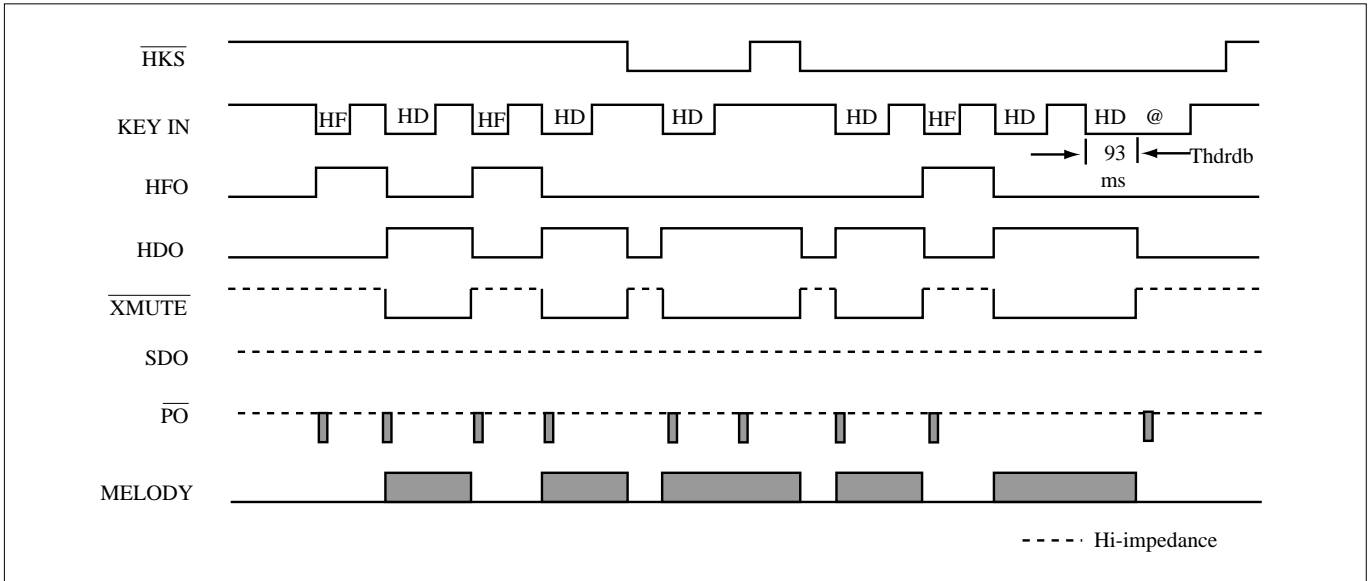 HKS
KEY IN HF HD HF HD HD HD HF HD HD @
93 Thdrdb
ms
HFO
HDO
XMUTE
SDO
PO
MELODY
Hi-impedance